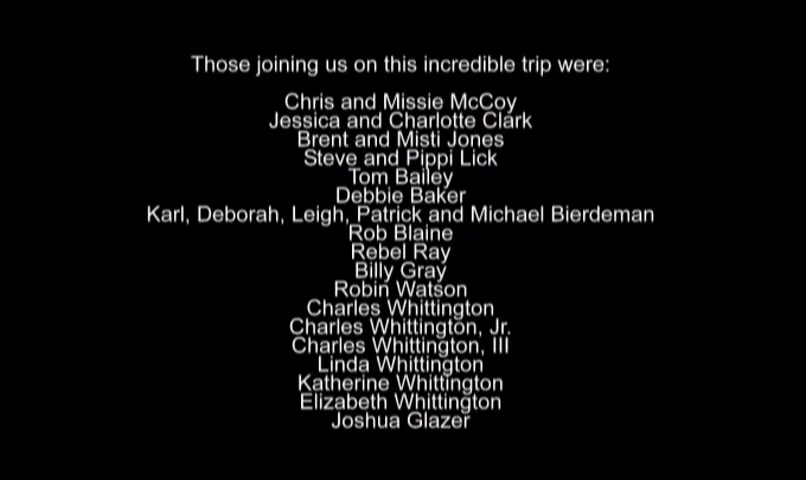 Those joining us on this incredible trip were:
Chris and Missie McCoy
Jessica and Charlotte Clark
Brent and Misti Jones
Steve and Pippi Lick
Tom Bailey
Debbie Baker
Karl, Deborah, Leigh, Patrick and Michael Bierdeman
Rob Blaine
Rebel Ray
Billy Gray
Robin Watson
Charles Whittington
Charles Whittington, Jr.
Charles Whittington, III
Linda Whittington
Katherine Whittington
Elizabeth Whittington
Joshua Glazer